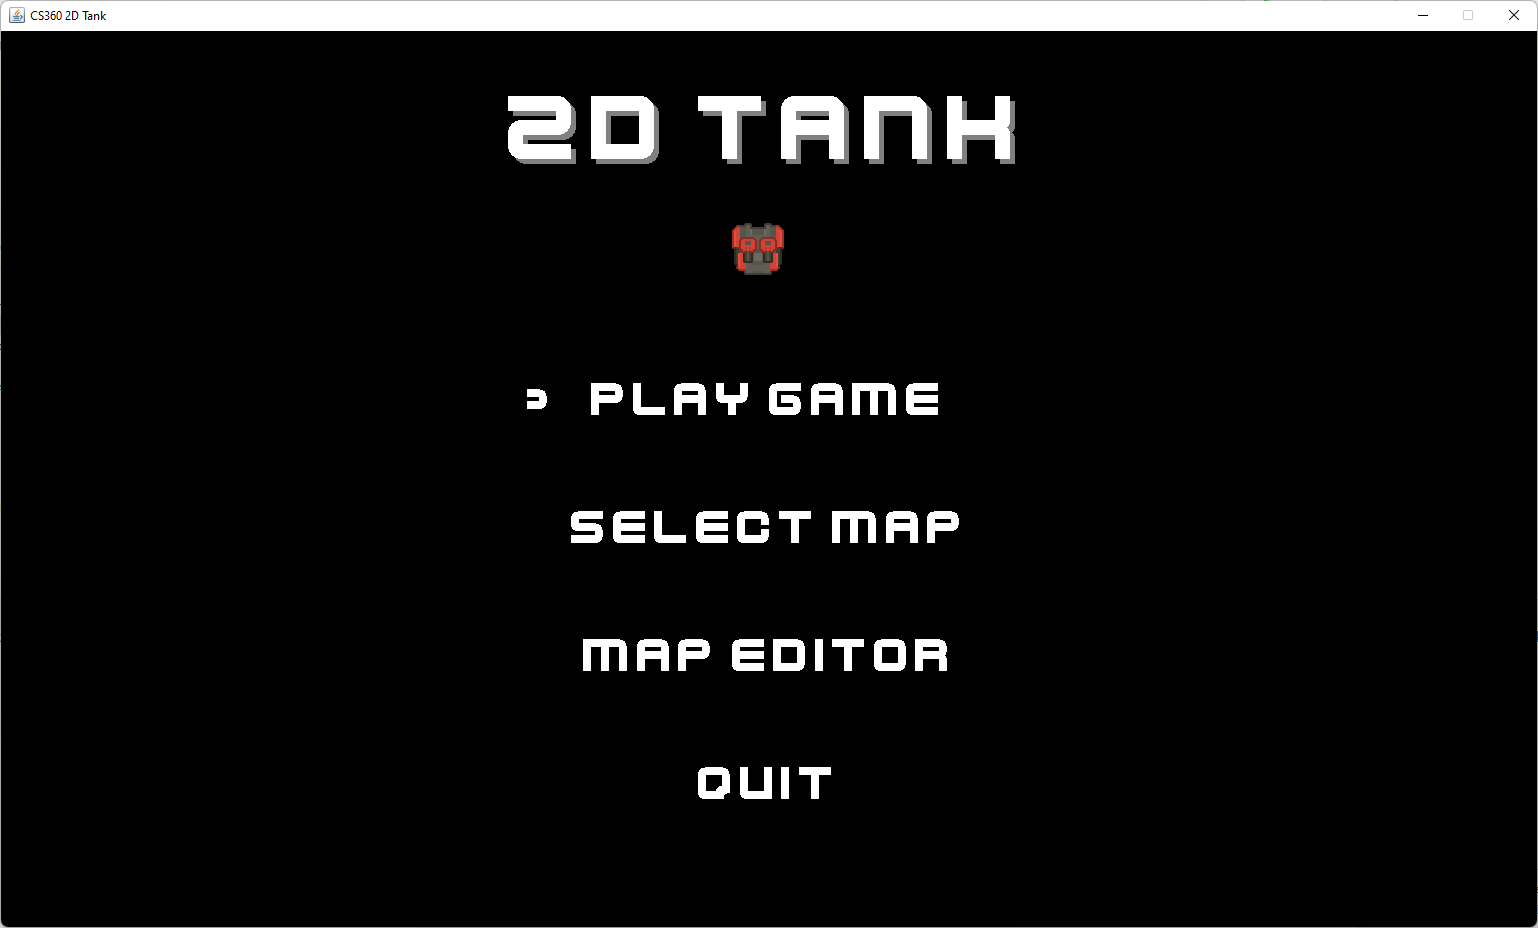 CS360 2D Tank
2D TANK
> PLAY GAME
SELECT MAP
MAP EDITOR
QUIT